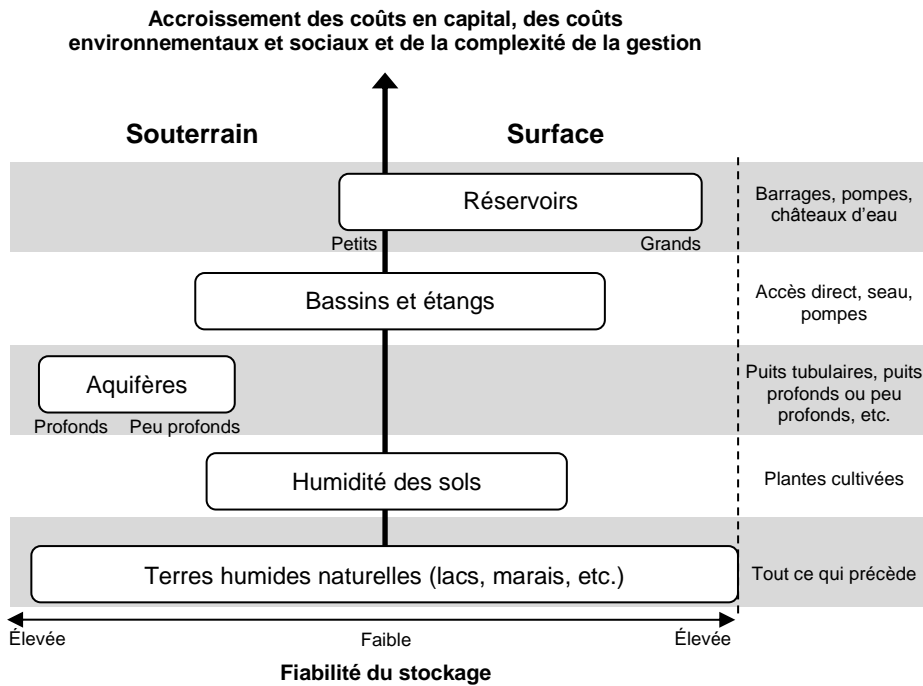 Accroissement des coûts en capital, des coûts
environnementaux et sociaux et de la complexité de la gestion
Souterrain
Surface
Réservoirs
Petits
Grands
Barrages, pompes,
châteaux d'eau
Bassins et étangs
Accès direct, seau,
pompes
Aquifères
Profonds
Peu profonds
Puits tubulaires, puits
profonds ou peu
profonds, etc.
Humidité des sols
Plantes cultivées
Terres humides naturelles (lacs, marais, etc.)
Tout ce qui précède
Élevée
Faible
Élevée
Fiabilité du stockage